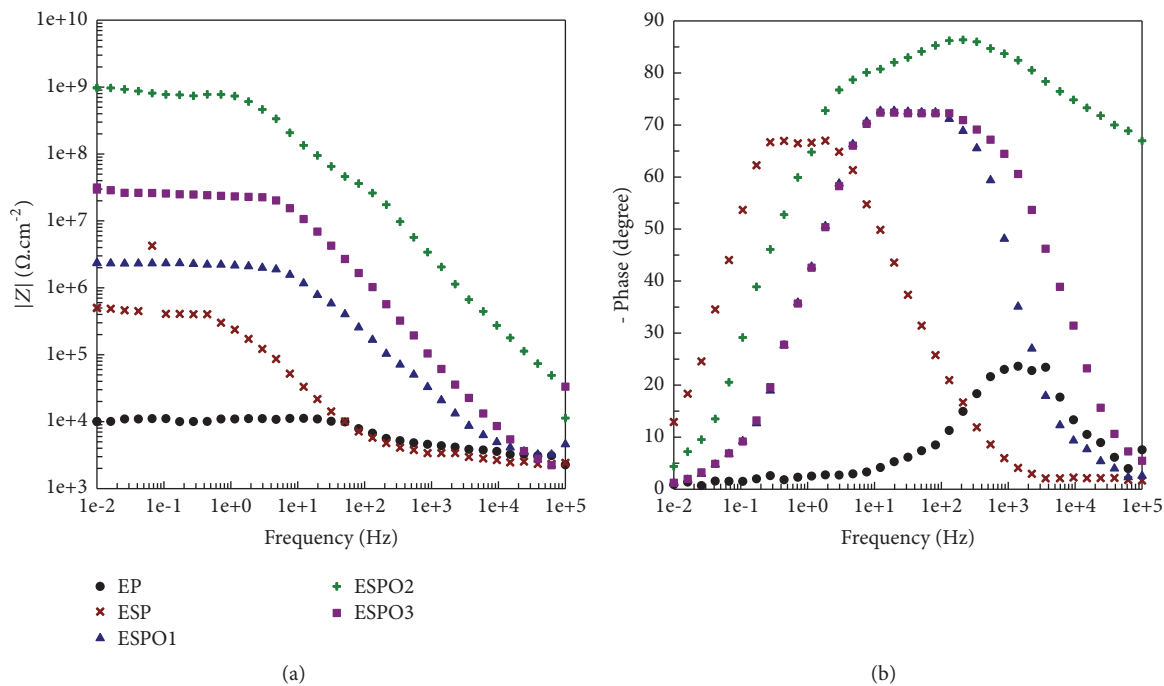 1e+10
1e+9
1e+8
1e+7
1e+6
1e+5
1e+4
1e+3
|Z| (Ω.cm⁻²)
1e-2 1e-1 1e+0 1e+1 1e+2 1e+3 1e+4 1e+5
Frequency (Hz)
90
80
70
60
50
40
30
20
10
0
- Phase (degree)
1e-2 1e-1 1e+0 1e+1 1e+2 1e+3 1e+4 1e+5
Frequency (Hz)
EP
ESP
ESPO1
ESPO2
ESPO3
(a)
(b)